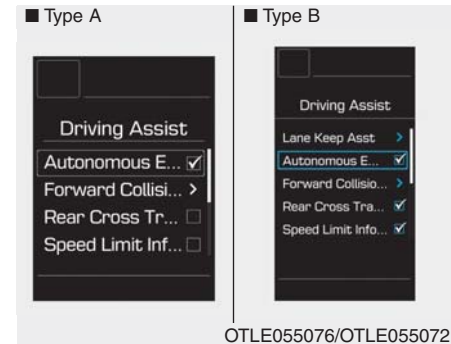 ■ Type A
Driving Assist
Autonomous E...
Forward Collisi... >
Rear Cross Tr...
Speed Limit Inf...
■ Type B
Driving Assist
Lane Keep Asst >
Autonomous E...
Forward Collisio... >
Rear Cross Tra...
Speed Limit Info...
OTLE055076/OTLE055072